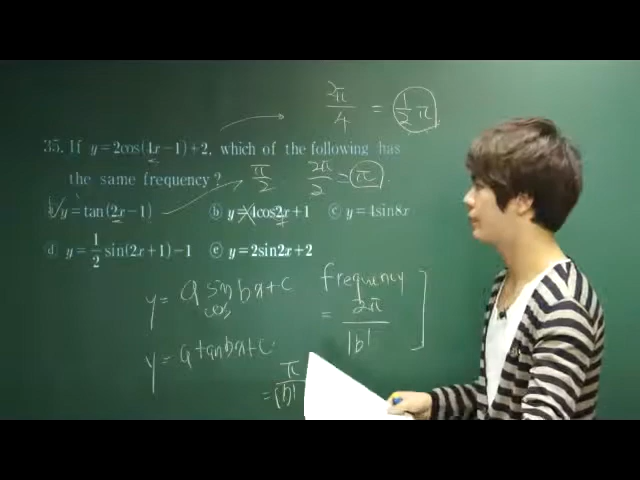 2π/4 = 1/2 π
35. If y=2cos(4x−1)+2, which of the following has
the same frequency? π/2 2π/2 = π
y=tan(2x−1) ⓑ y=4cos2x+1 ⓒ y=4sin8x
ⓓ y=1/2 sin(2x+1)−1 ⓔ y=2sin2x+2
y= a sin bx+c frequency
cos = 2π/|b|
y= a tanbx+c
= π/|b|